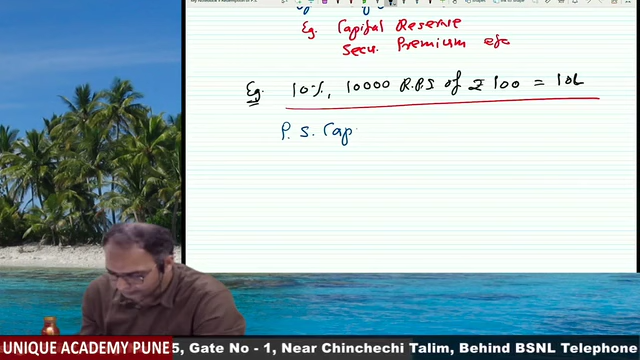 Eg. Capital Reserve
Secu. Premium etc
Eg. 10%, 10000 R.P.S of ₹ 100 = 10L
P. S. Cap
UNIQUE ACADEMY PUNE 5, Gate No - 1, Near Chinchechi Talim, Behind BSNL Telephone